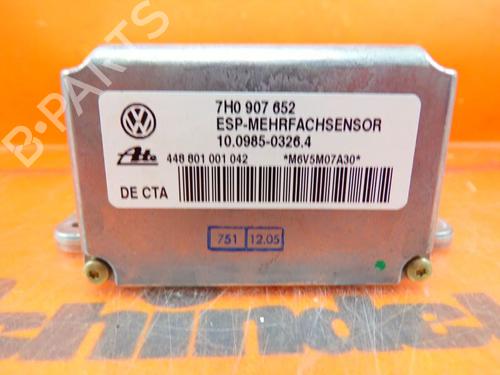 B-PARTS
7H0 907 652
ESP-MEHRFACHSENSOR
10.0985-0326.4
Ate 448 801 001 042 *M6V5M07A30*
DE CTA
751 12.05
chindel